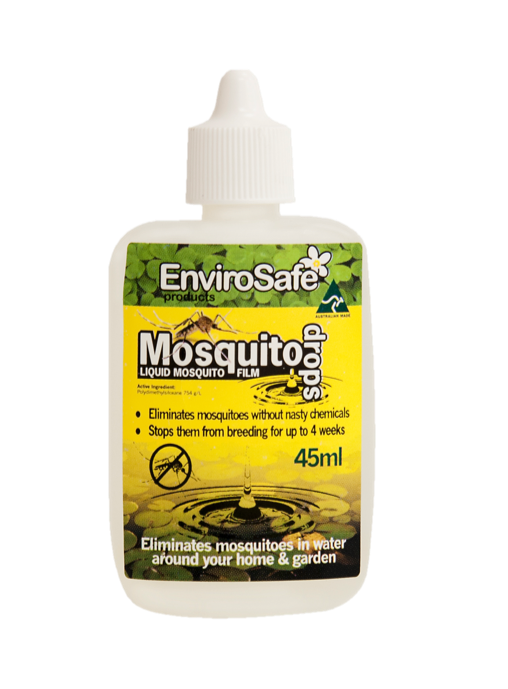 EnviroSafe
products
AUSTRALIAN MADE
Mosquito
drops
LIQUID MOSQUITO FILM
Active Ingredient:
Polydimethylsiloxane 754 g/L
• Eliminates mosquitoes without nasty chemicals
• Stops them from breeding for up to 4 weeks
45ml
Eliminates mosquitoes in water
around your home & garden